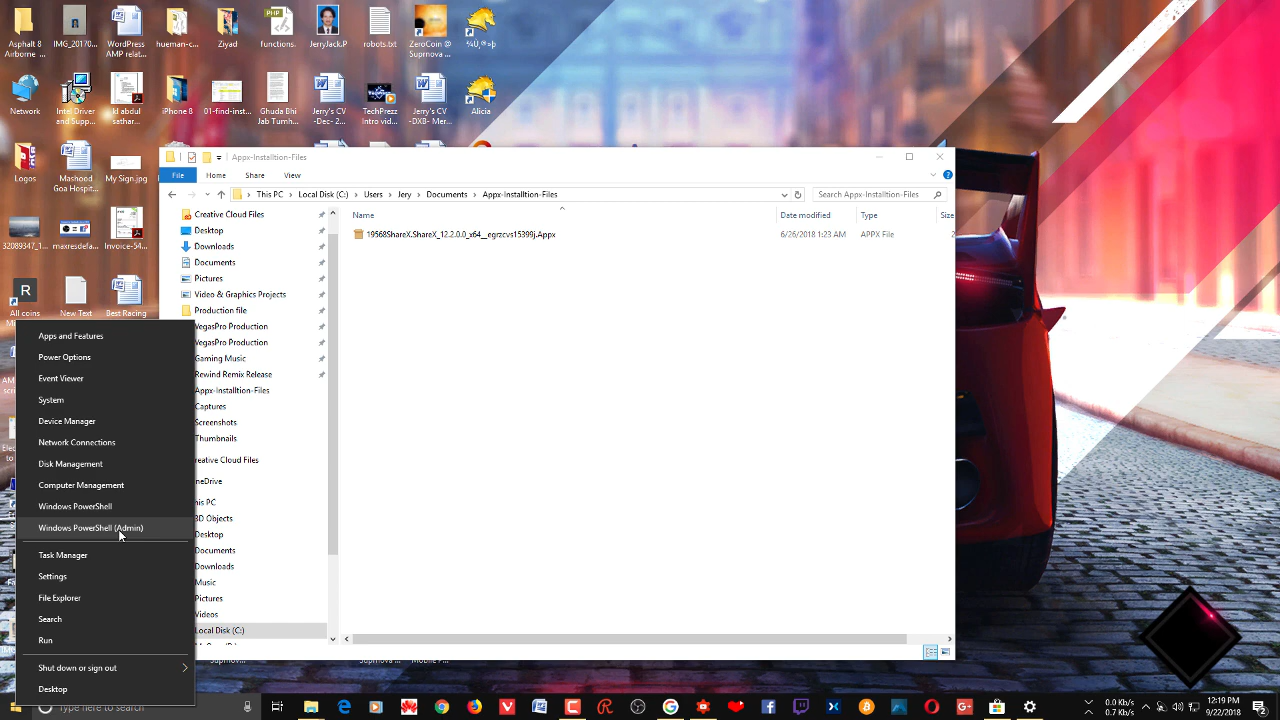 Asphalt 8
Airborne ...
IMG_20170...
WordPress
AMP relat...
hueman-c...
Ziyad
functions.
JerryJack.P
robots.txt
ZeroCoin @
Suprnova ...
Network
Intel Driver
and Supp...
kl abdul
sathar...
iPhone 8
01-find-inst...
Ghuda Bhi
Jab Tumh...
Jerry's CV
-Dec- 2...
TechPrezz
Intro vid...
Jerry's CV
-DXB- Mer...
Alicia
Logos
Mashood
Goa Hospit...
My Sign.jpg
32089347_1...
maxresdefa...
Invoice-54...
All coins
New Text
Best Racing
Appx-Installtion-Files
File
Home
Share
View
This PC
Local Disk (C:)
Users
Jery
Documents
Appx-Installtion-Files
Search Appx-Installtion-Files
Name
Date modified
Type
Size
19568ShareX.ShareX_12.2.0.0_x64__egrzcvs15399j.Appx
6/26/2018 1:23 AM
APPX File
Creative Cloud Files
Desktop
Downloads
Documents
Pictures
Video & Graphics Projects
Production file
VegasPro Production
VegasPro Production
Gaming Music
Rewind Remix Release
Appx-Installtion-Files
Captures
Screenshots
Thumbnails
Creative Cloud Files
OneDrive
his PC
3D Objects
Desktop
Documents
Downloads
Music
Pictures
Videos
Local Disk (C:)
Apps and Features
Power Options
Event Viewer
System
Device Manager
Network Connections
Disk Management
Computer Management
Windows PowerShell
Windows PowerShell (Admin)
Task Manager
Settings
File Explorer
Search
Run
Shut down or sign out
Desktop
Type here to search
0.0 Kb/s
0.7 Kb/s
12:19 PM
9/22/2018
2